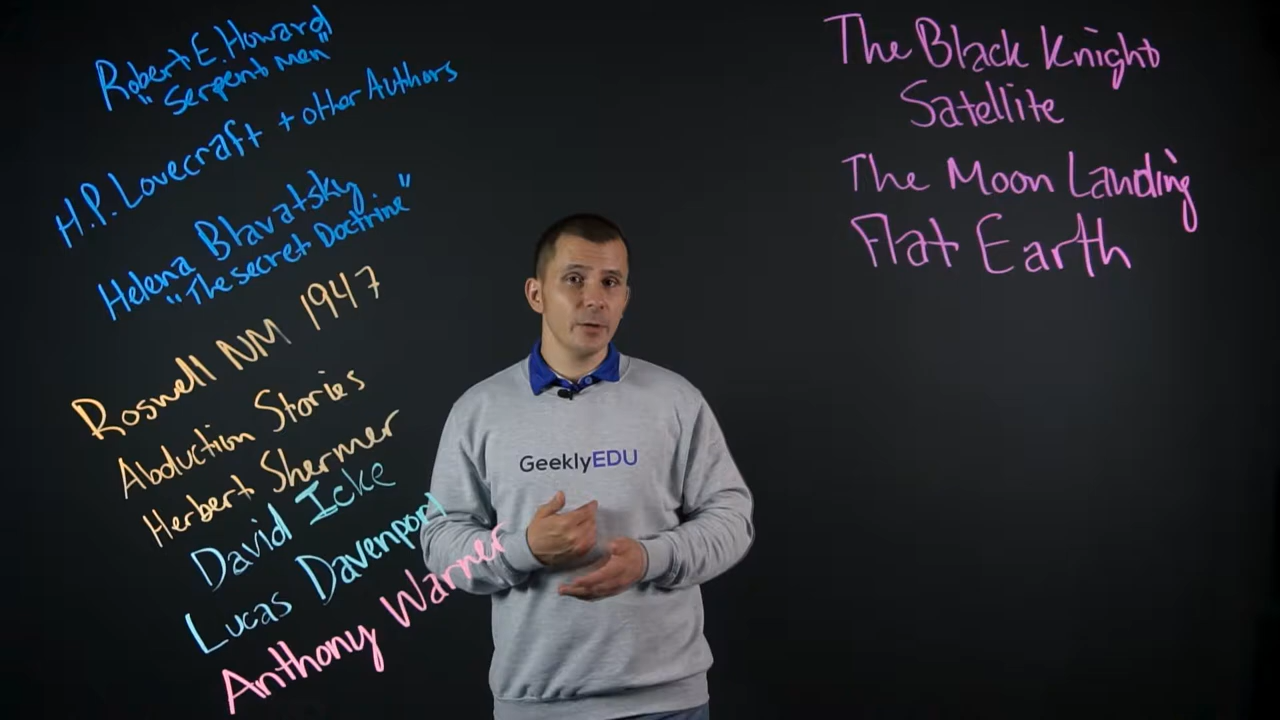 Robert E. Howard
"Serpent Men"
H.P. Lovecraft + other Authors
Helena Blavatsky
"The Secret Doctrine"
Roswell NM 1947
Abduction Stories
Herbert Shermer
David Icke
Lucas Davenport
Anthony Warner
The Black Knight
Satellite
The Moon Landing
Flat Earth
GeeklyEDU